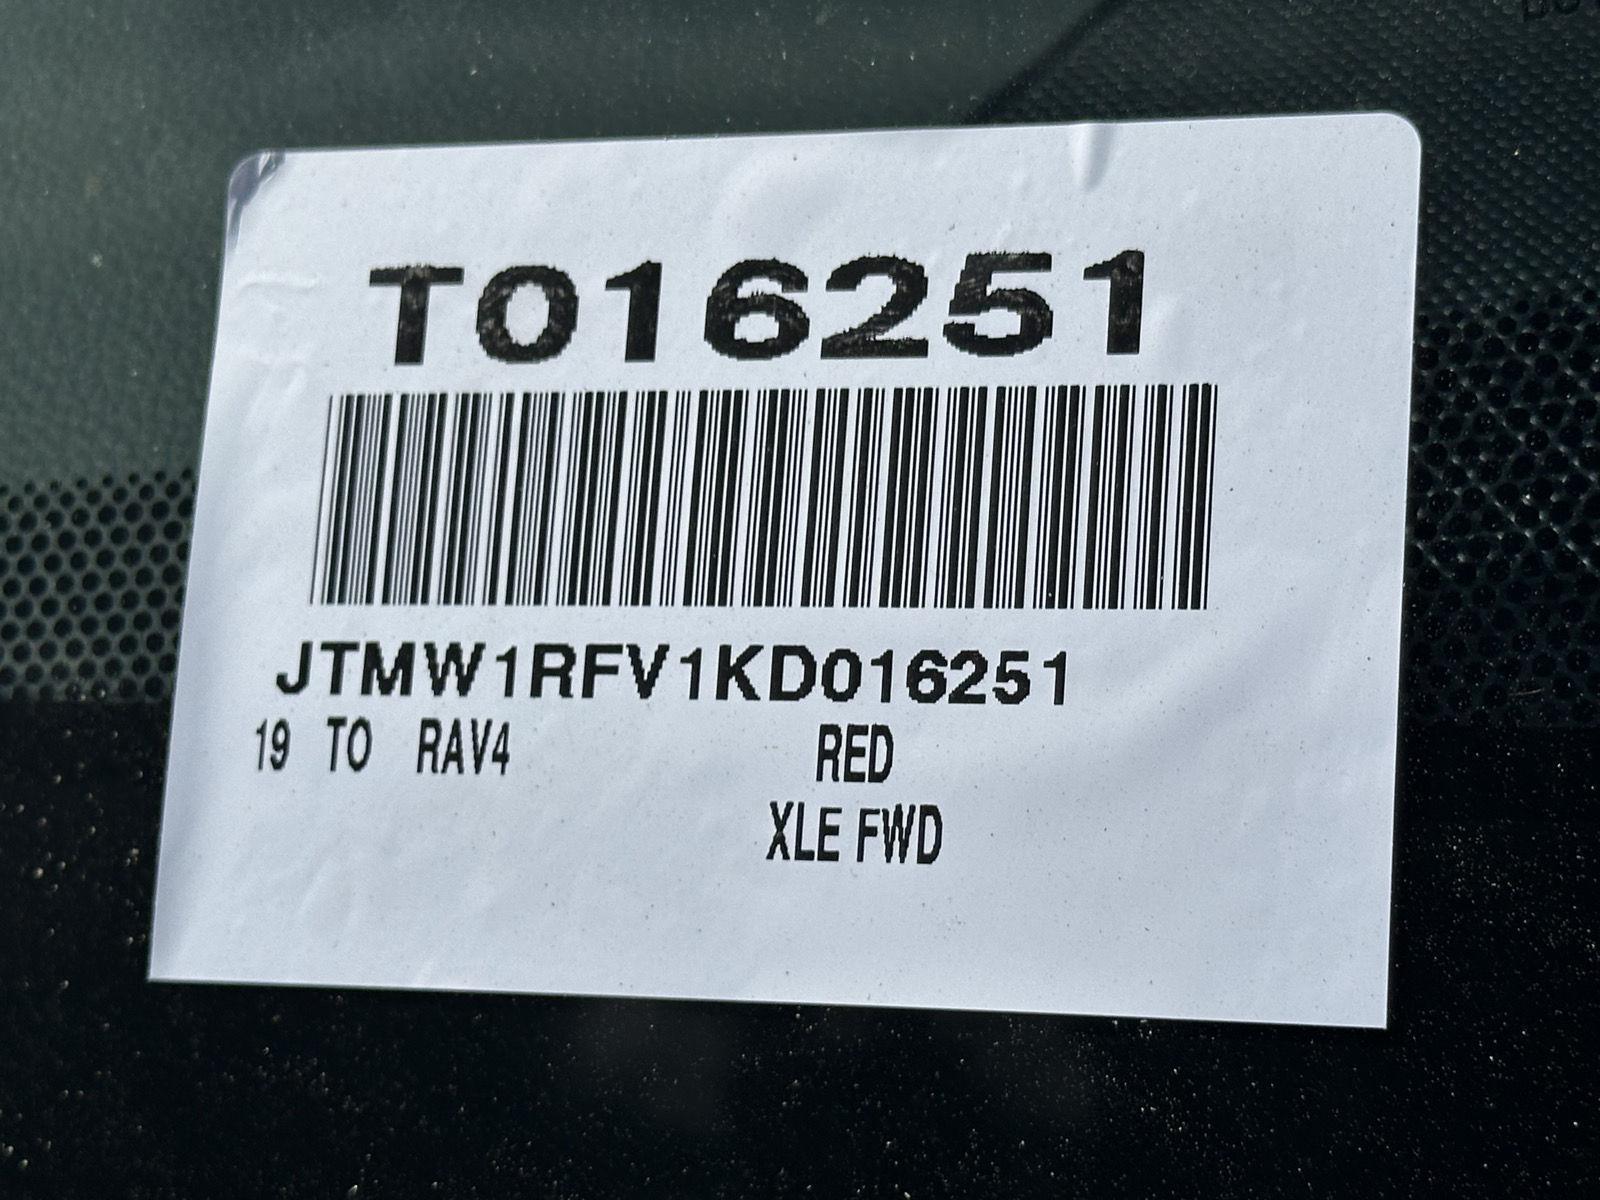 T016251
JTMW1RFV1KD016251
19 TO RAV4 RED
XLE FWD